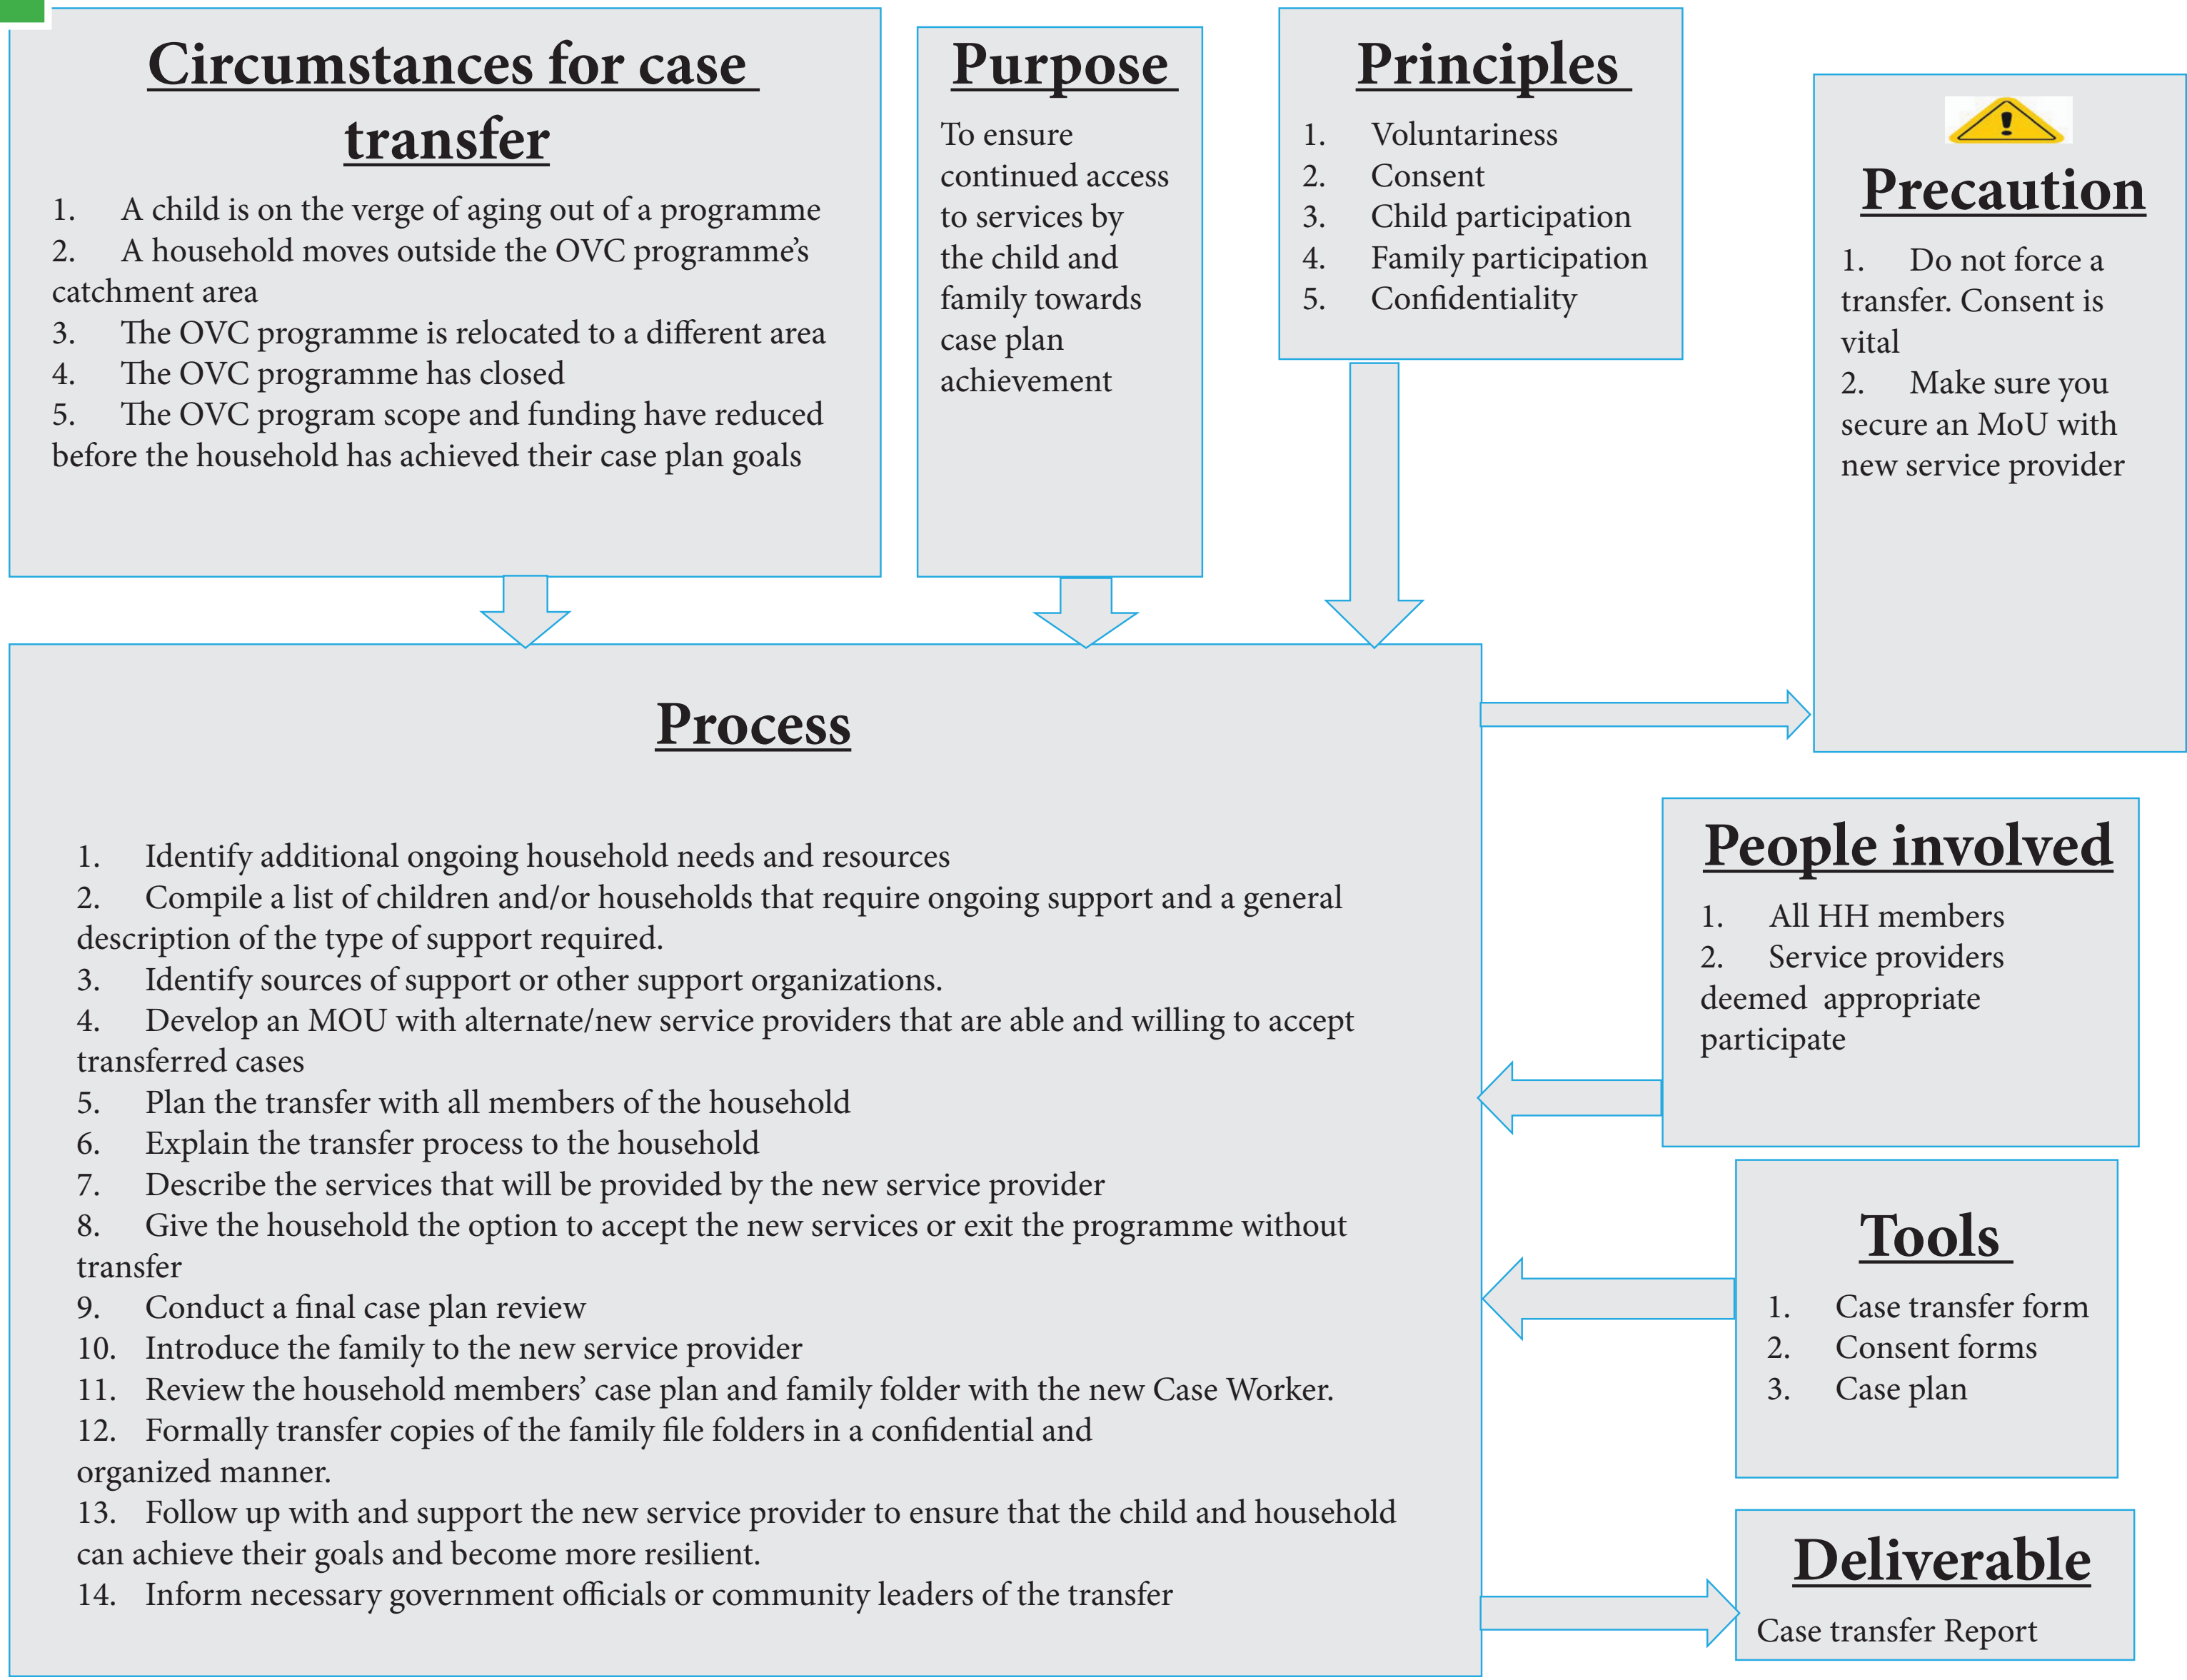 Circumstances for case
transfer
1. A child is on the verge of aging out of a programme
2. A household moves outside the OVC programme’s
catchment area
3. The OVC programme is relocated to a different area
4. The OVC programme has closed
5. The OVC program scope and funding have reduced
before the household has achieved their case plan goals
Purpose
To ensure
continued access
to services by
the child and
family towards
case plan
achievement
Principles
1. Voluntariness
2. Consent
3. Child participation
4. Family participation
5. Confidentiality
Precaution
1. Do not force a
transfer. Consent is
vital
2. Make sure you
secure an MoU with
new service provider
Process
1. Identify additional ongoing household needs and resources
2. Compile a list of children and/or households that require ongoing support and a general
description of the type of support required.
3. Identify sources of support or other support organizations.
4. Develop an MOU with alternate/new service providers that are able and willing to accept
transferred cases
5. Plan the transfer with all members of the household
6. Explain the transfer process to the household
7. Describe the services that will be provided by the new service provider
8. Give the household the option to accept the new services or exit the programme without
transfer
9. Conduct a final case plan review
10. Introduce the family to the new service provider
11. Review the household members’ case plan and family folder with the new Case Worker.
12. Formally transfer copies of the family file folders in a confidential and
organized manner.
13. Follow up with and support the new service provider to ensure that the child and household
can achieve their goals and become more resilient.
14. Inform necessary government officials or community leaders of the transfer
People involved
1. All HH members
2. Service providers
deemed appropriate
participate
Tools
1. Case transfer form
2. Consent forms
3. Case plan
Deliverable
Case transfer Report